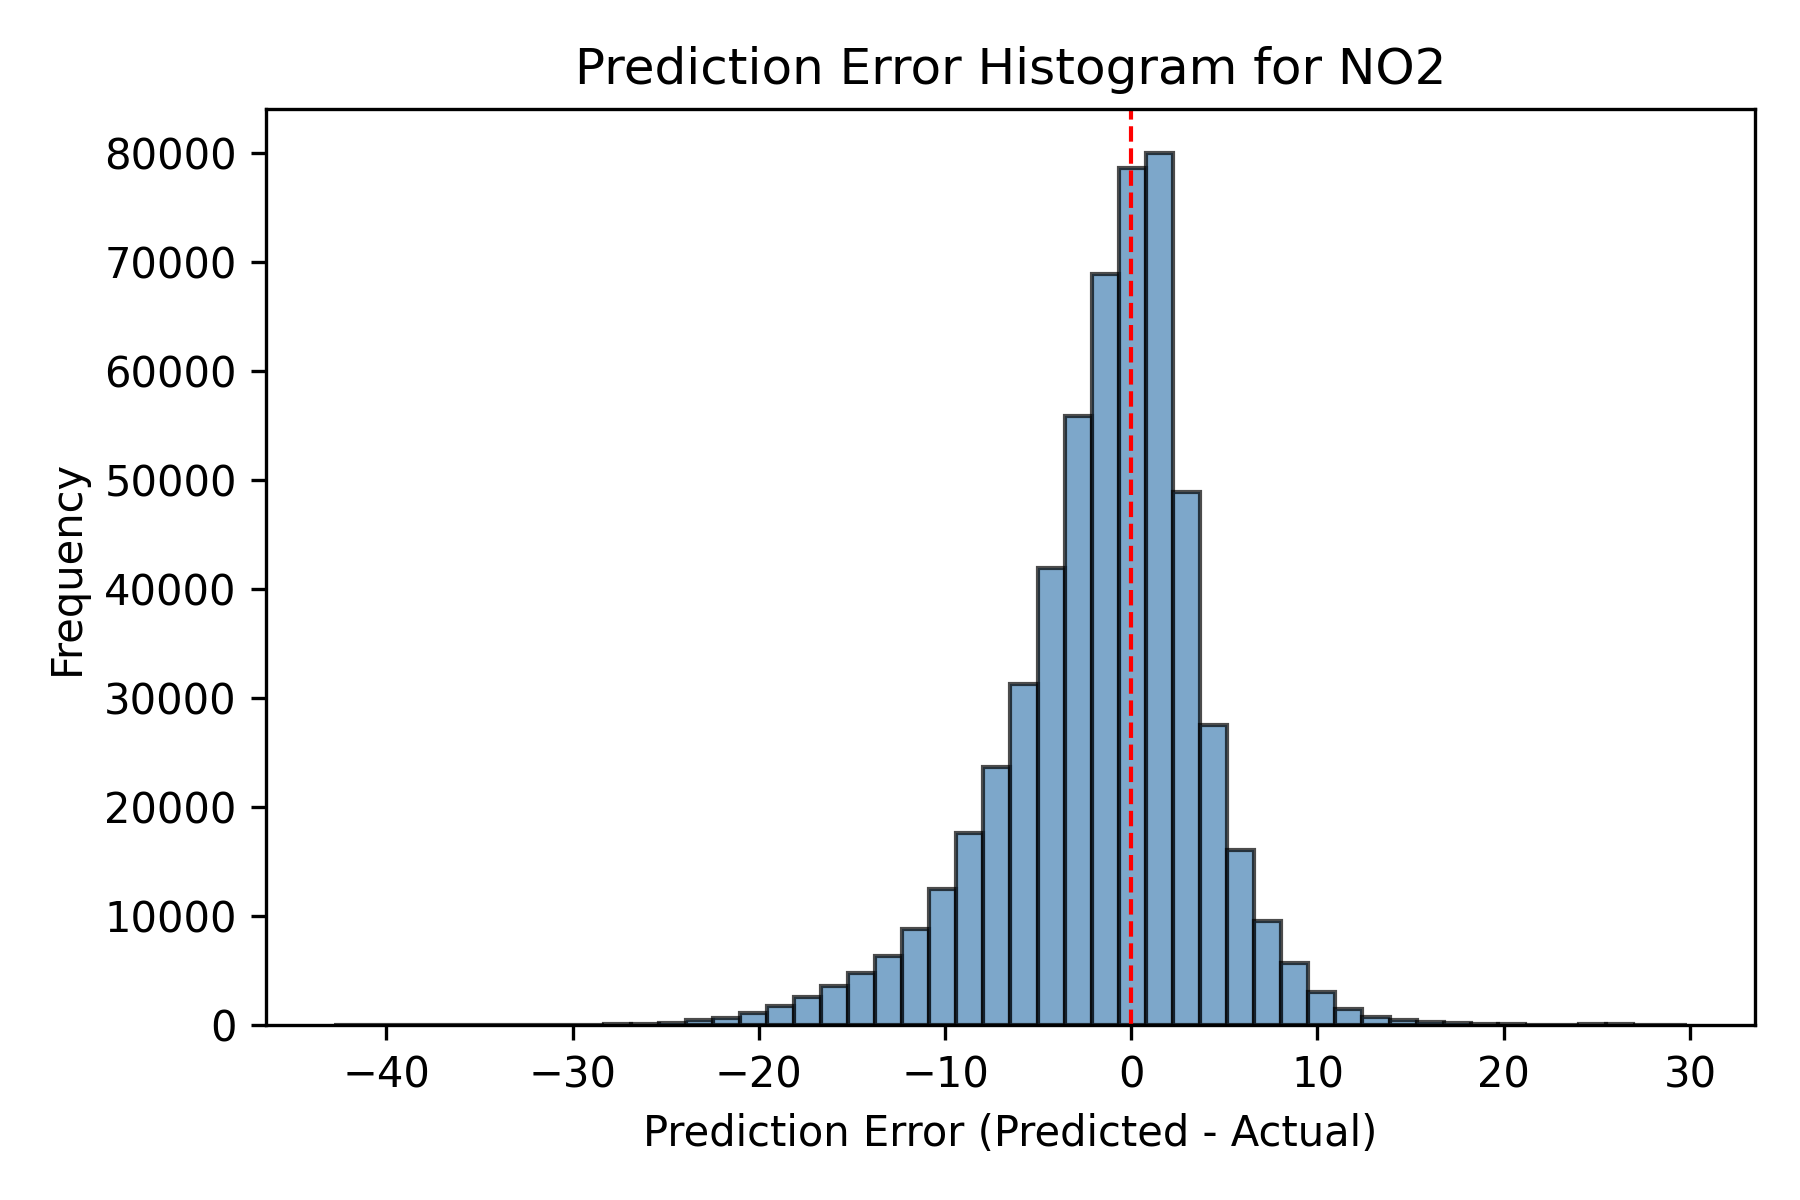 Prediction Error Histogram for NO2
80000
70000
60000
50000
40000
30000
20000
10000
0
Frequency
−40 −30 −20 −10 0 10 20 30
Prediction Error (Predicted - Actual)